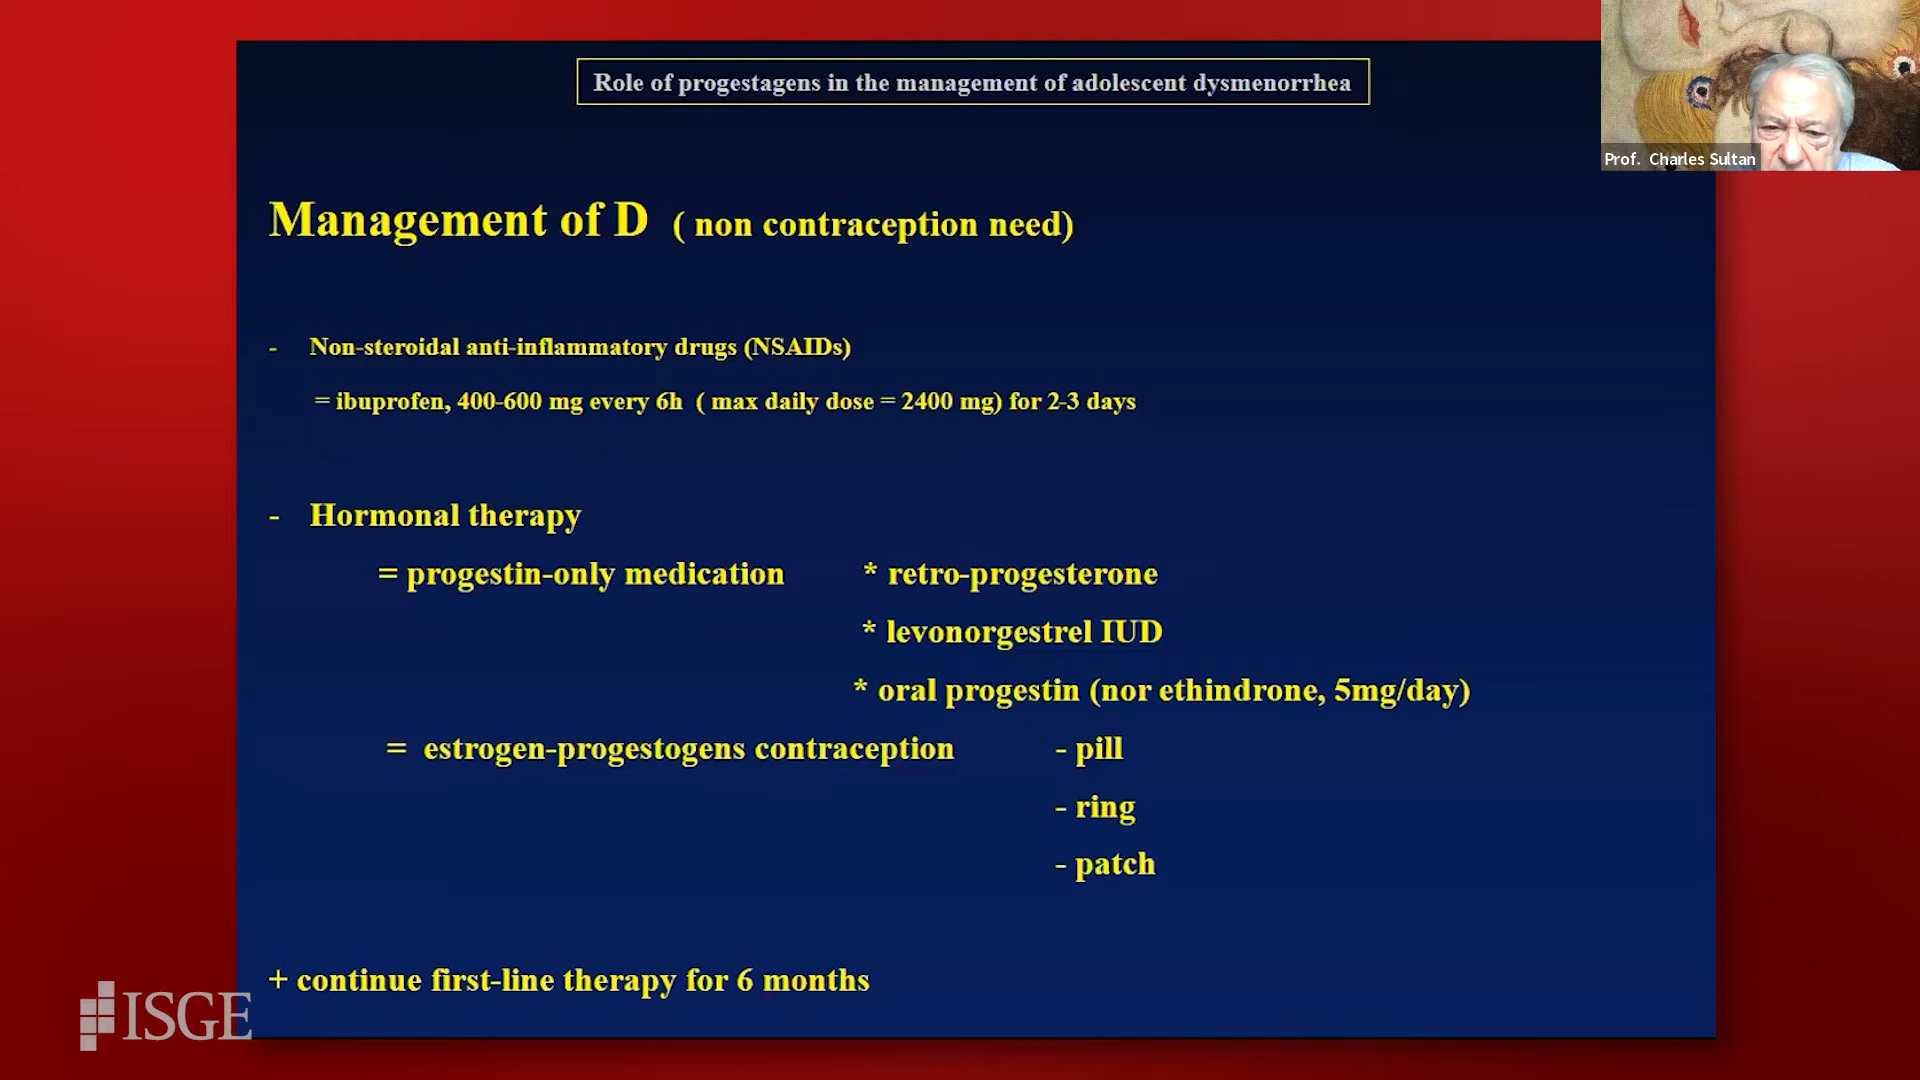 Role of progestagens in the management of adolescent dysmenorrhea
Prof. Charles Sultan
Management of D ( non contraception need)
- Non-steroidal anti-inflammatory drugs (NSAIDs)
= ibuprofen, 400-600 mg every 6h ( max daily dose = 2400 mg) for 2-3 days
- Hormonal therapy
= progestin-only medication * retro-progesterone
* levonorgestrel IUD
* oral progestin (nor ethindrone, 5mg/day)
= estrogen-progestogens contraception - pill
- ring
- patch
+ continue first-line therapy for 6 months
ISGE